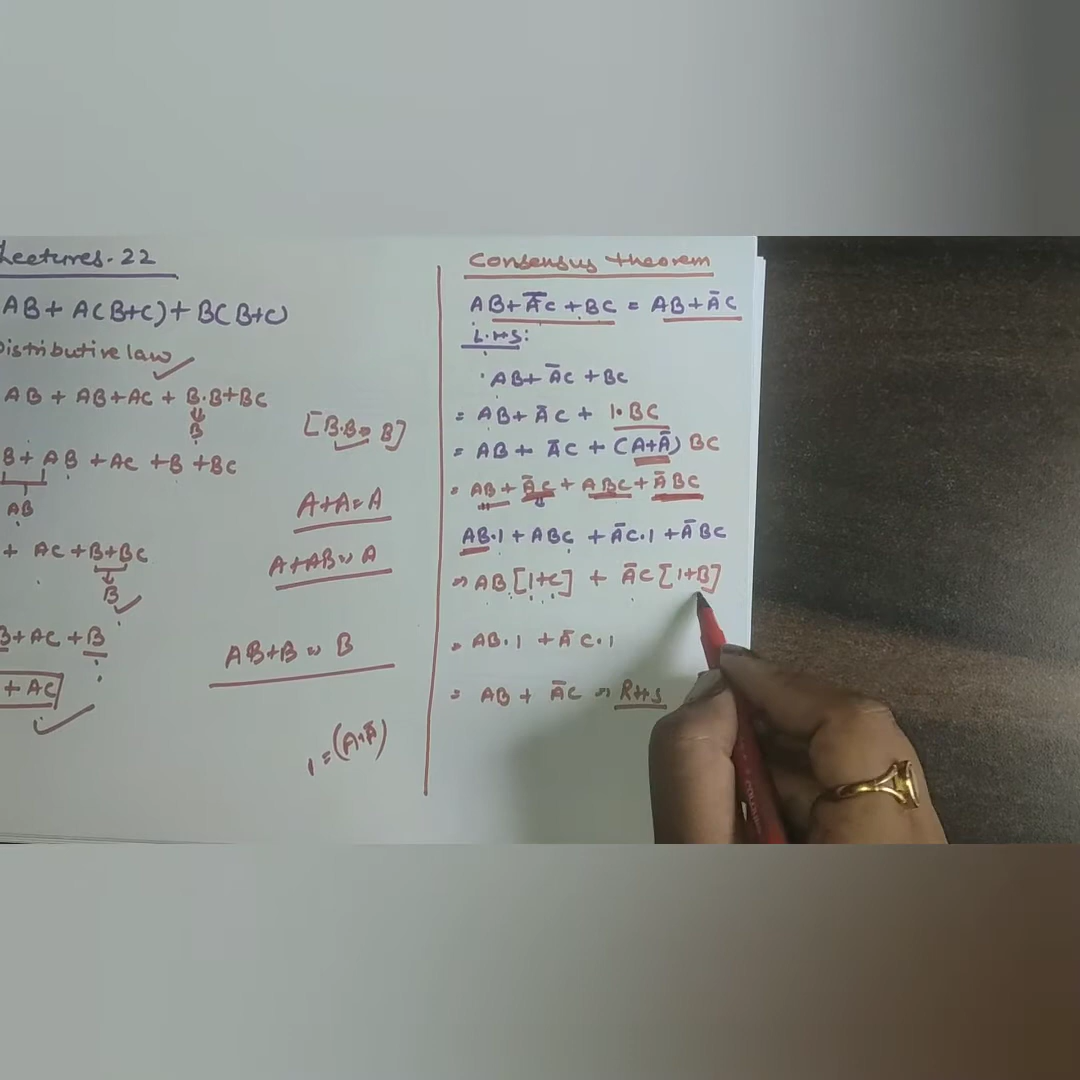 Lectures. 22
AB + A(B+C) + B(B+C)
Distributive law
AB + AB + AC + B·B + BC
B
[B·B = B]
B + AB + AC + B + BC
AB
A+A=A
+ AC + B + BC
B
A+AB = A
B + AC + B
AB+B = B
+ AC
1 = (A+Ā)
Consensus theorem
AB + ĀC + BC = AB + ĀC
L.H.S:
AB + ĀC + BC
= AB + ĀC + 1·BC
= AB + ĀC + (A+Ā) BC
= AB + ĀC + ABC + ĀBC
AB·1 + ABC + ĀC·1 + ĀBC
⇒ AB [1+C] + ĀC [1+B]
= AB·1 + ĀC·1
= AB + ĀC ⇒ RHS